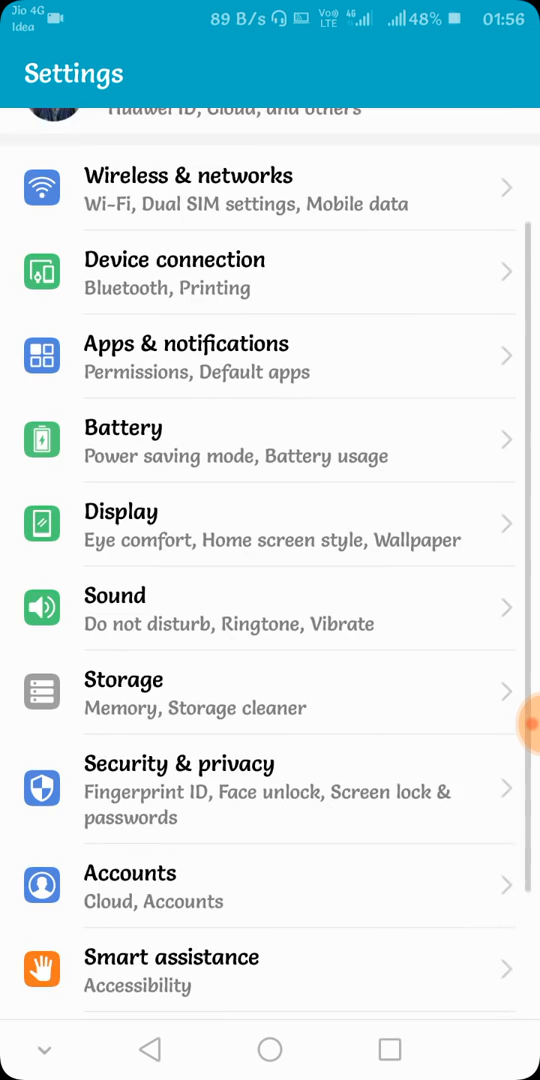 Jio 4G
Idea
89 B/s Vo)) LTE 4G 48% 01:56
Settings
Huawei ID, Cloud, and others
Wireless & networks
Wi-Fi, Dual SIM settings, Mobile data
Device connection
Bluetooth, Printing
Apps & notifications
Permissions, Default apps
Battery
Power saving mode, Battery usage
Display
Eye comfort, Home screen style, Wallpaper
Sound
Do not disturb, Ringtone, Vibrate
Storage
Memory, Storage cleaner
Security & privacy
Fingerprint ID, Face unlock, Screen lock &
passwords
Accounts
Cloud, Accounts
Smart assistance
Accessibility